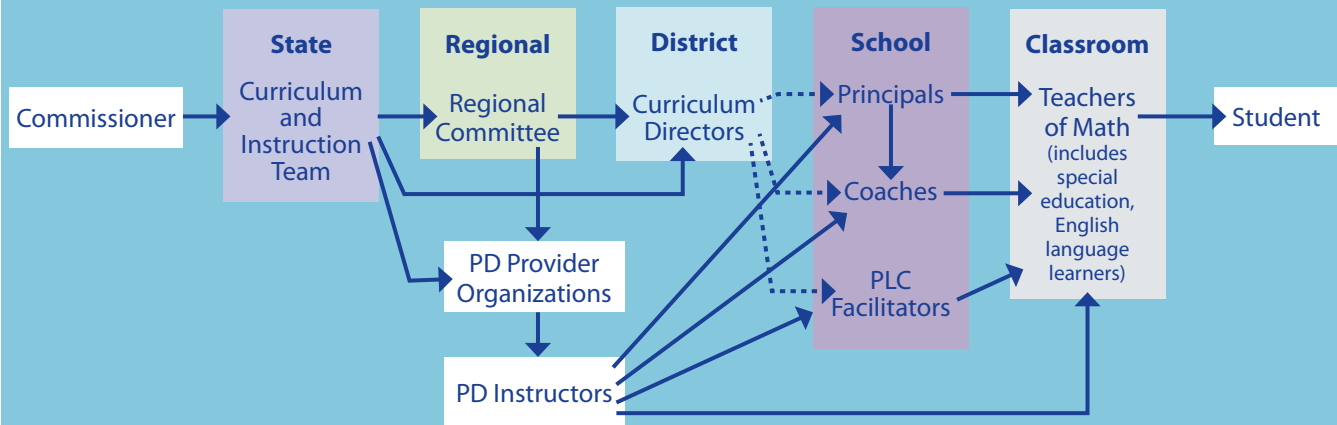 Commissioner
State
Curriculum
and
Instruction
Team
Regional
Regional
Committee
District
Curriculum
Directors
School
Principals
Coaches
PLC
Facilitators
Classroom
Teachers
of Math
(includes
special
education,
English
language
learners)
Student
PD Provider
Organizations
PD Instructors